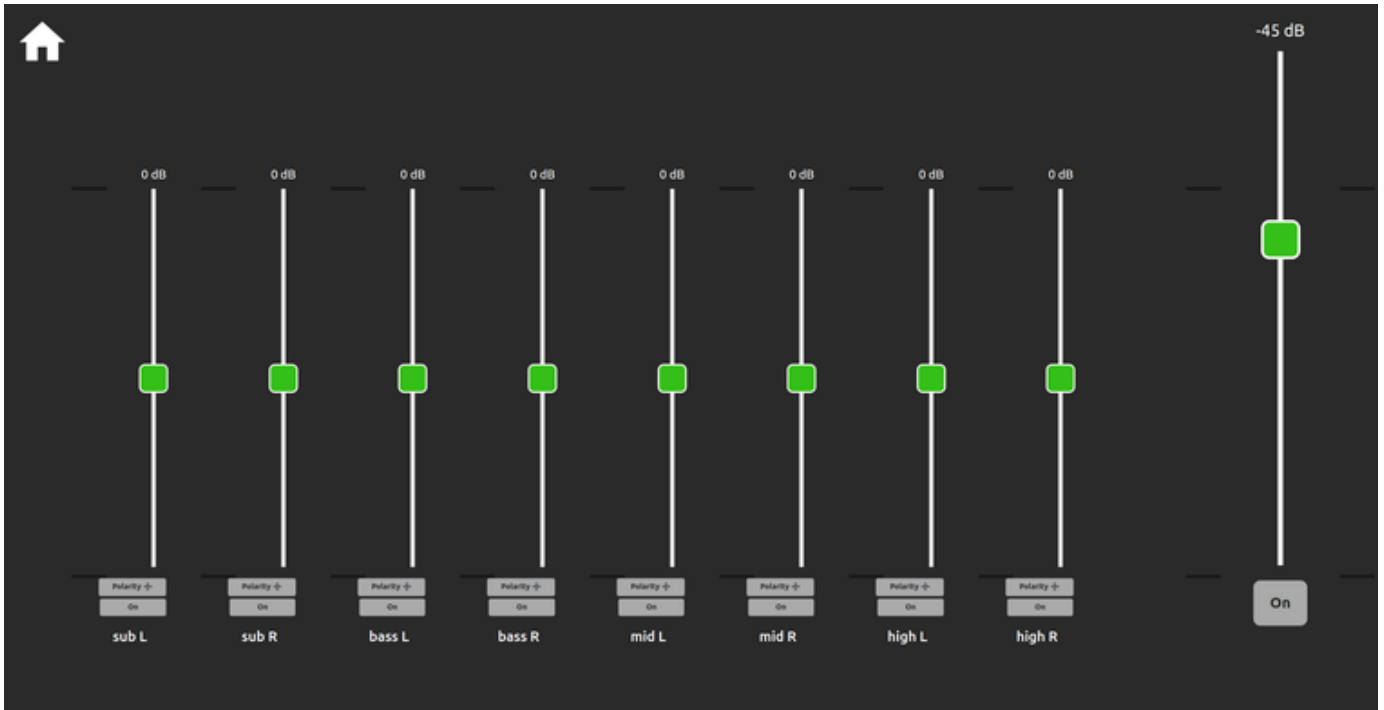 -45 dB
0 dB 0 dB 0 dB 0 dB 0 dB 0 dB 0 dB 0 dB
Polarity + Polarity + Polarity + Polarity + Polarity + Polarity + Polarity + Polarity +
On On On On On On On On On
sub L sub R bass L bass R mid L mid R high L high R